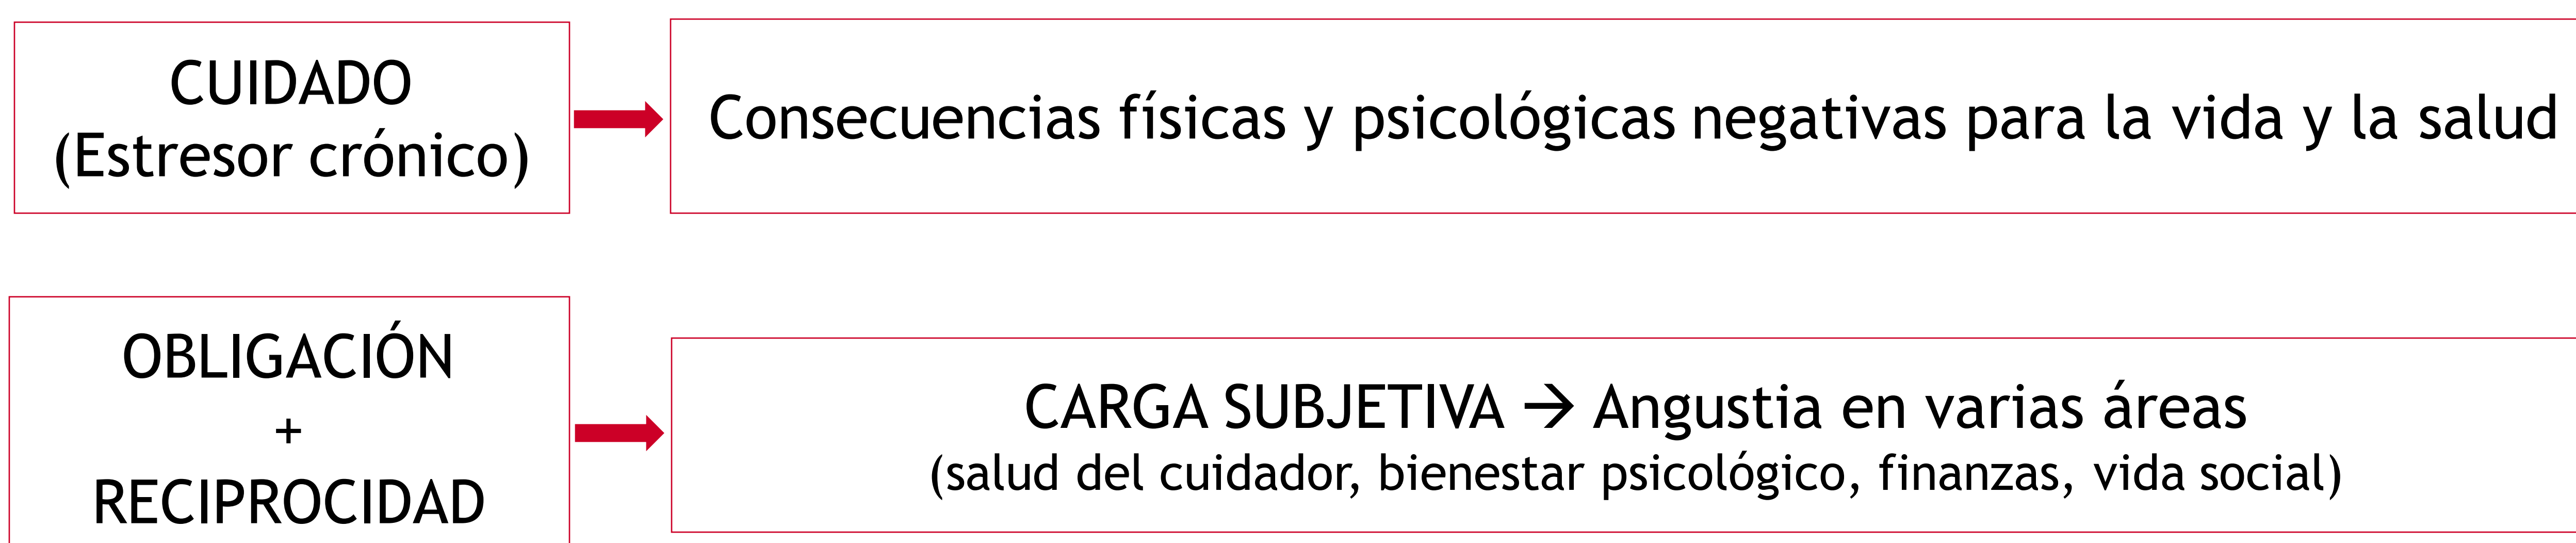 CUIDADO
(Estresor crónico)
Consecuencias físicas y psicológicas negativas para la vida y la salud
OBLIGACIÓN
+
RECIPROCIDAD
CARGA SUBJETIVA → Angustia en varias áreas
(salud del cuidador, bienestar psicológico, finanzas, vida social)